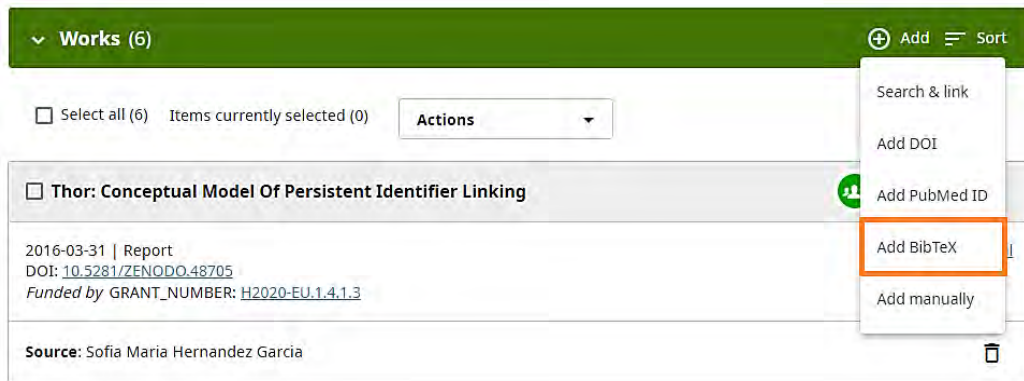 Works (6)
Add
Sort
Search & link
Add DOI
Add PubMed ID
Add BibTeX
Add manually
Select all (6)
Items currently selected (0)
Actions
Thor: Conceptual Model Of Persistent Identifier Linking
2016-03-31 | Report
DOI: 10.5281/ZENODO.48705
Funded by GRANT_NUMBER: H2020-EU.1.4.1.3
Source: Sofia Maria Hernandez Garcia